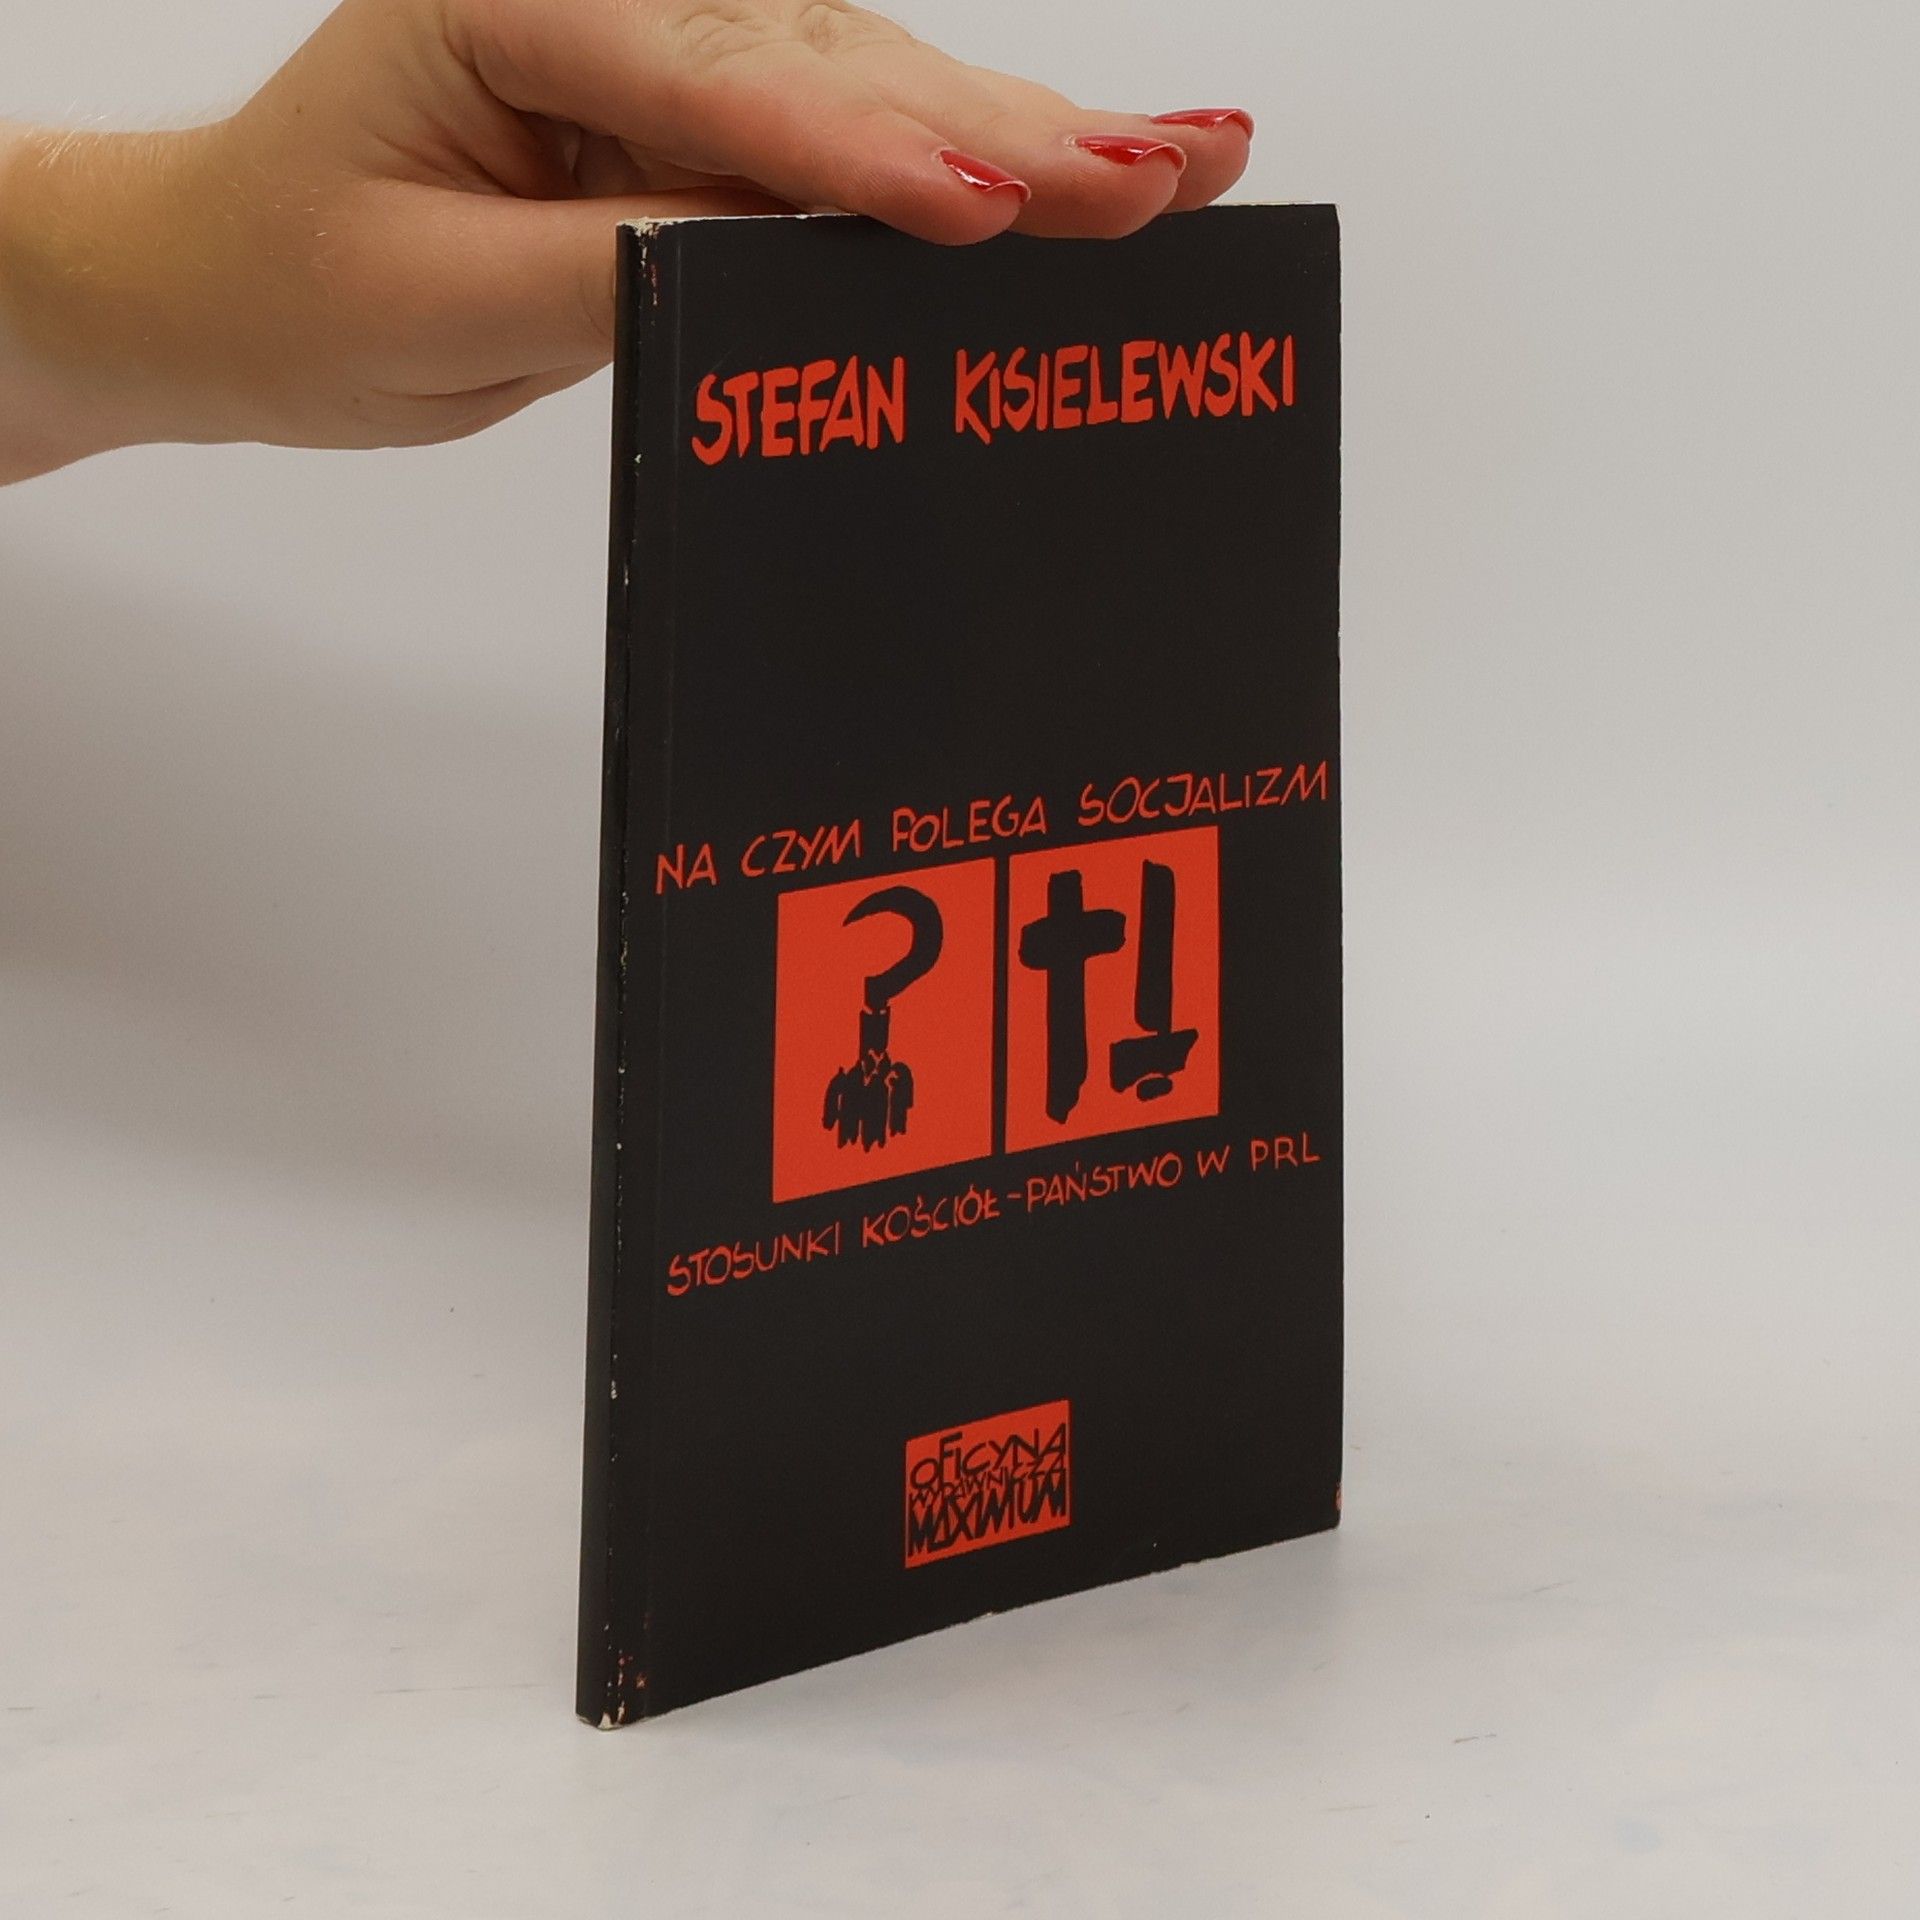 STEFAN KISIELEWSKI
NA CZYM POLEGA SOCJALIZM
?
!
STOSUNKI KOŚCIÓŁ-PAŃSTWO W PRL
OFICYNA
WYDAWNICZA
MAXIMUM